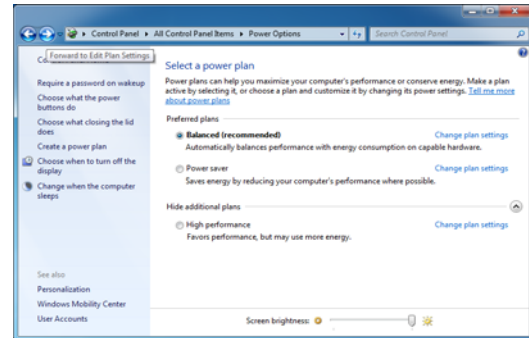 Control Panel ▸ All Control Panel Items ▸ Power Options
Search Control Panel
Forward to Edit Plan Settings
Require a password on wakeup
Choose what the power
buttons do
Choose what closing the lid
does
Create a power plan
Choose when to turn off the
display
Change when the computer
sleeps
See also
Personalization
Windows Mobility Center
User Accounts
Select a power plan
Power plans can help you maximize your computer's performance or conserve energy. Make a plan
active by selecting it, or choose a plan and customize it by changing its power settings. Tell me more
about power plans
Preferred plans
Balanced (recommended) Change plan settings
Automatically balances performance with energy consumption on capable hardware.
Power saver Change plan settings
Saves energy by reducing your computer's performance where possible.
Hide additional plans
High performance Change plan settings
Favors performance, but may use more energy.
Screen brightness: